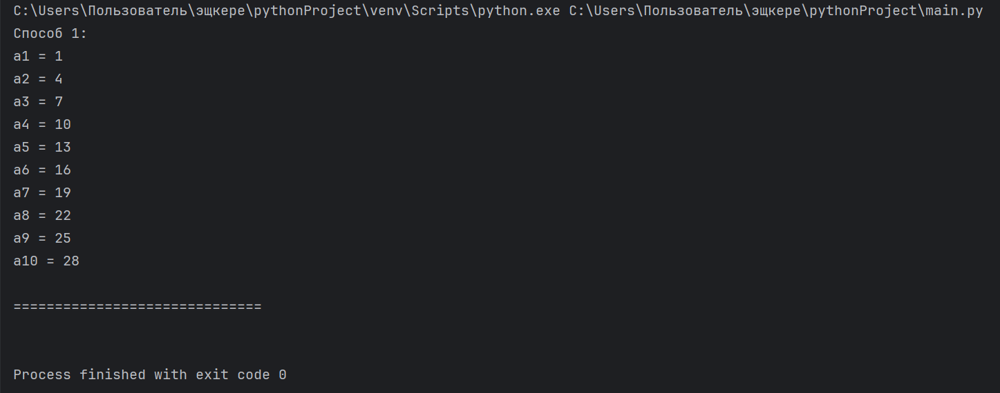 C:\Users\Пользователь\эщкере\pythonProject\venv\Scripts\python.exe C:\Users\Пользователь\эщкере\pythonProject\main.py
Способ 1:
a1 = 1
a2 = 4
a3 = 7
a4 = 10
a5 = 13
a6 = 16
a7 = 19
a8 = 22
a9 = 25
a10 = 28
==============================
Process finished with exit code 0